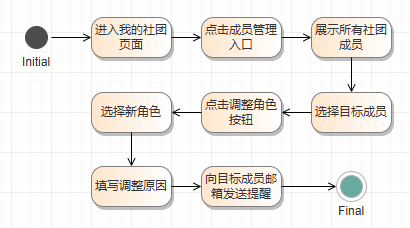 进入我的社团
页面
点击成员管理
入口
展示所有社团
成员
Initial
选择新角色
点击调整角色
按钮
选择目标成员
填写调整原因
向目标成员邮
箱发送提醒
Final